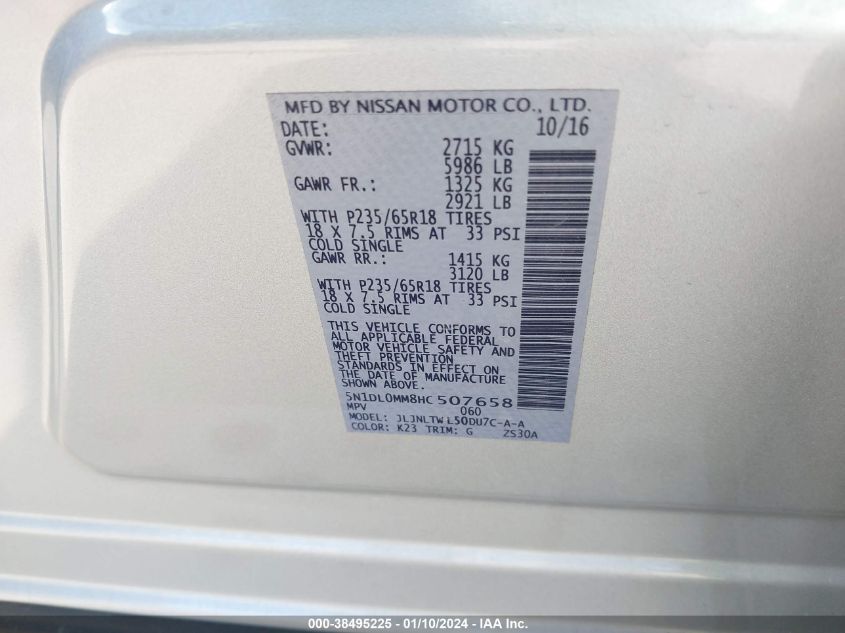 MFD BY NISSAN MOTOR CO., LTD.
DATE: 10/16
GVWR: 2715 KG
5986 LB
GAWR FR.: 1325 KG
2921 LB
WITH P235/65R18 TIRES
18 X 7.5 RIMS AT 33 PSI
COLD SINGLE
GAWR RR.: 1415 KG
3120 LB
WITH P235/65R18 TIRES
18 X 7.5 RIMS AT 33 PSI
COLD SINGLE
THIS VEHICLE CONFORMS TO
ALL APPLICABLE FEDERAL
MOTOR VEHICLE SAFETY AND
THEFT PREVENTION
STANDARDS IN EFFECT ON
THE DATE OF MANUFACTURE
SHOWN ABOVE.
5N1DL0MM8HC507658
MPV 060
MODEL: JLJNLTWL50DU7C-A-A
COLOR: K23 TRIM: G ZS30A
000-38495225 - 01/10/2024 - IAA Inc.